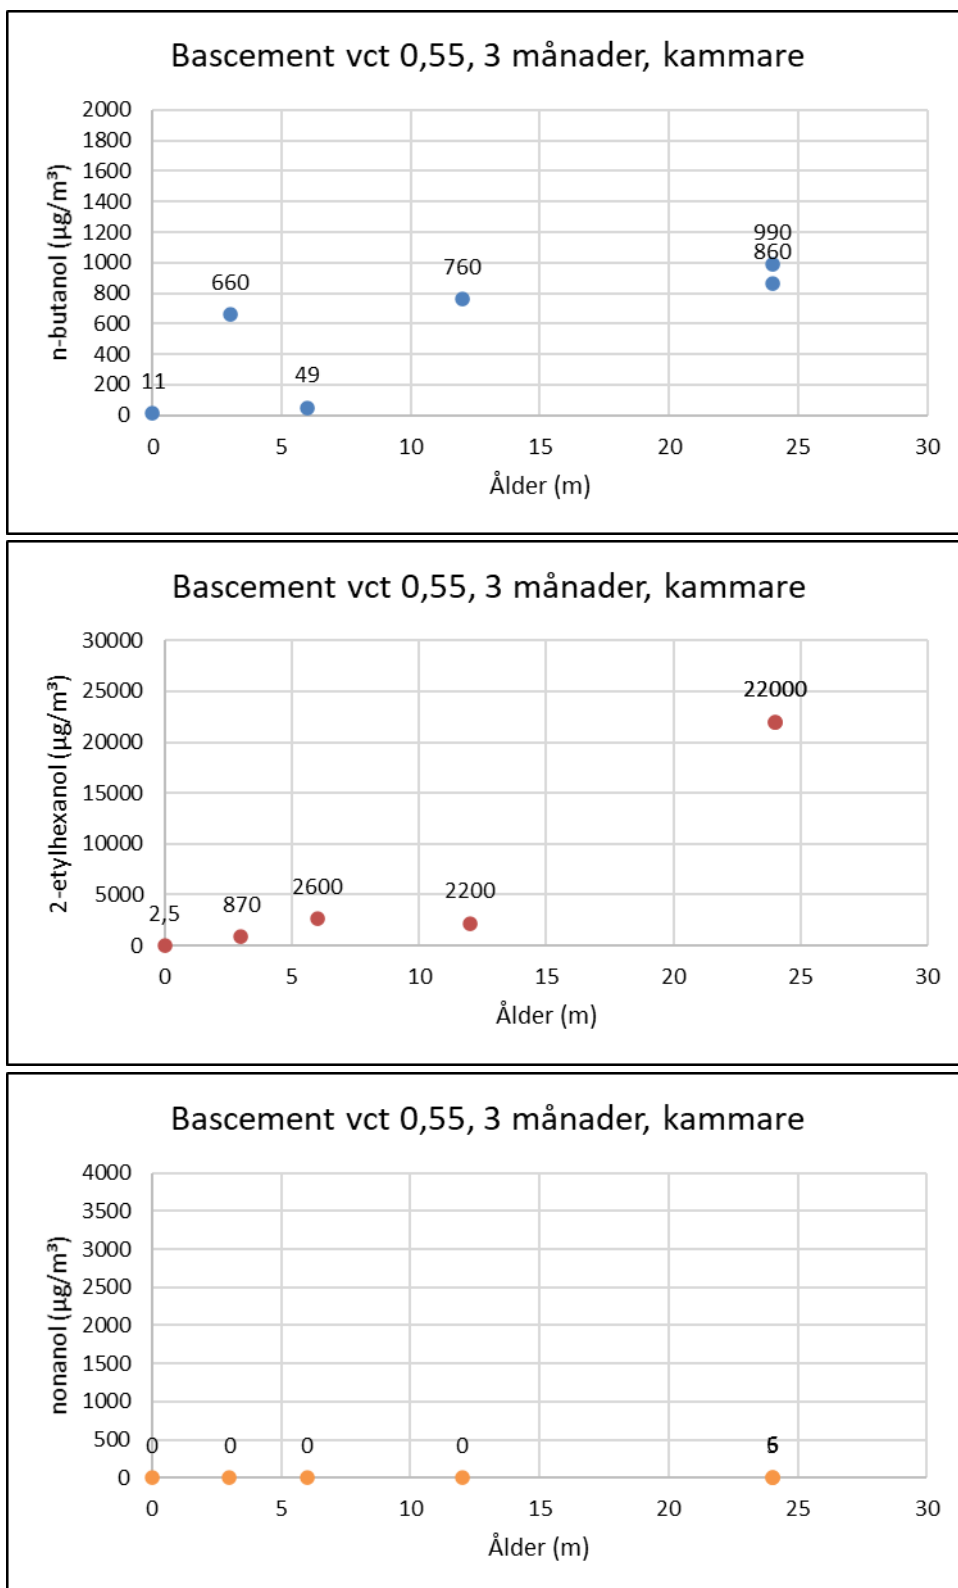 Bascement vct 0,55, 3 månader, kammare
n-butanol (µg/m³)
2000
1800
1600
1400
1200
1000
800
600
400
200
0
11
660
49
760
990
860
0 5 10 15 20 25 30
Ålder (m)
Bascement vct 0,55, 3 månader, kammare
2-etylhexanol (µg/m³)
30000
25000
20000
15000
10000
5000
0
2,5
870
2600
2200
22000
0 5 10 15 20 25 30
Ålder (m)
Bascement vct 0,55, 3 månader, kammare
nonanol (µg/m³)
4000
3500
3000
2500
2000
1500
1000
500
0
0 0 0 0
0 5 10 15 20 25 30
Ålder (m)